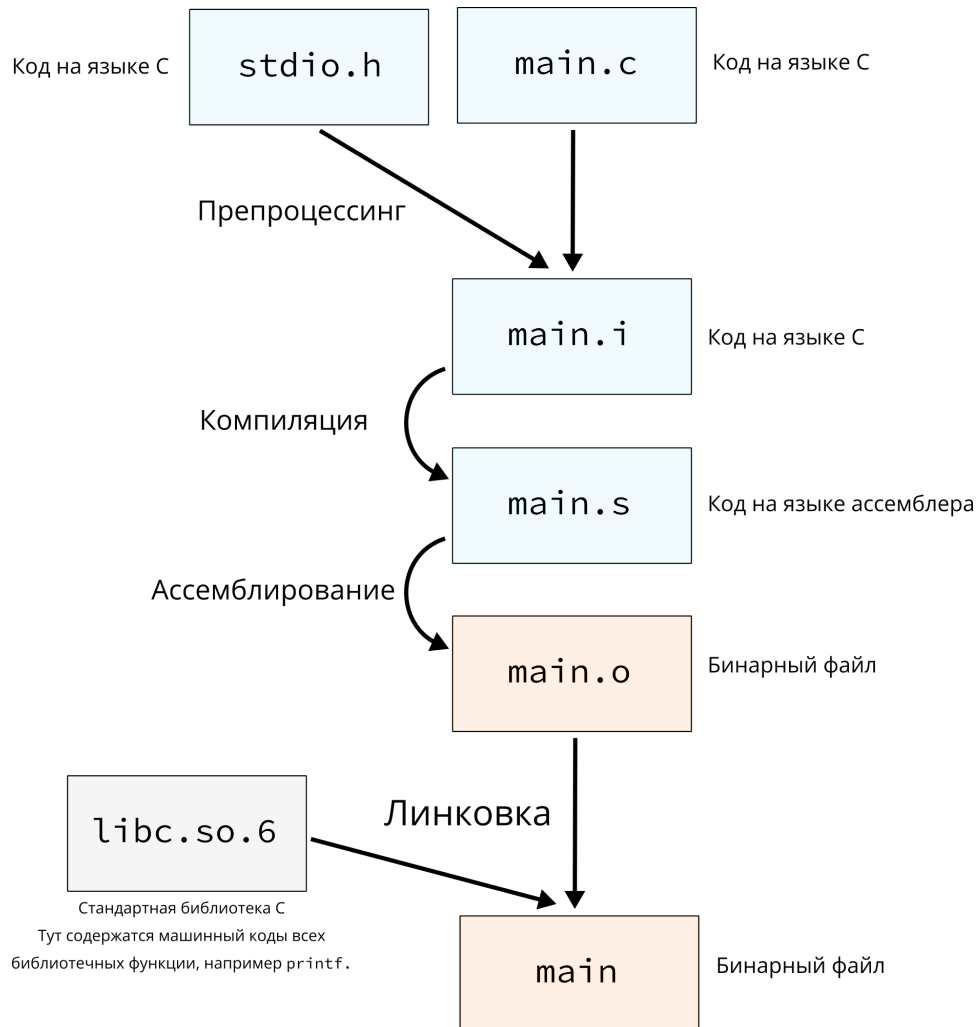 Код на языке C
stdio.h
main.c
Код на языке C
Препроцессинг
main.i
Код на языке C
Компиляция
main.s
Код на языке ассемблера
Ассемблирование
main.o
Бинарный файл
libc.so.6
Линковка
Стандартная библиотека C
Тут содержатся машинный коды всех
библиотечных функции, например printf.
main
Бинарный файл